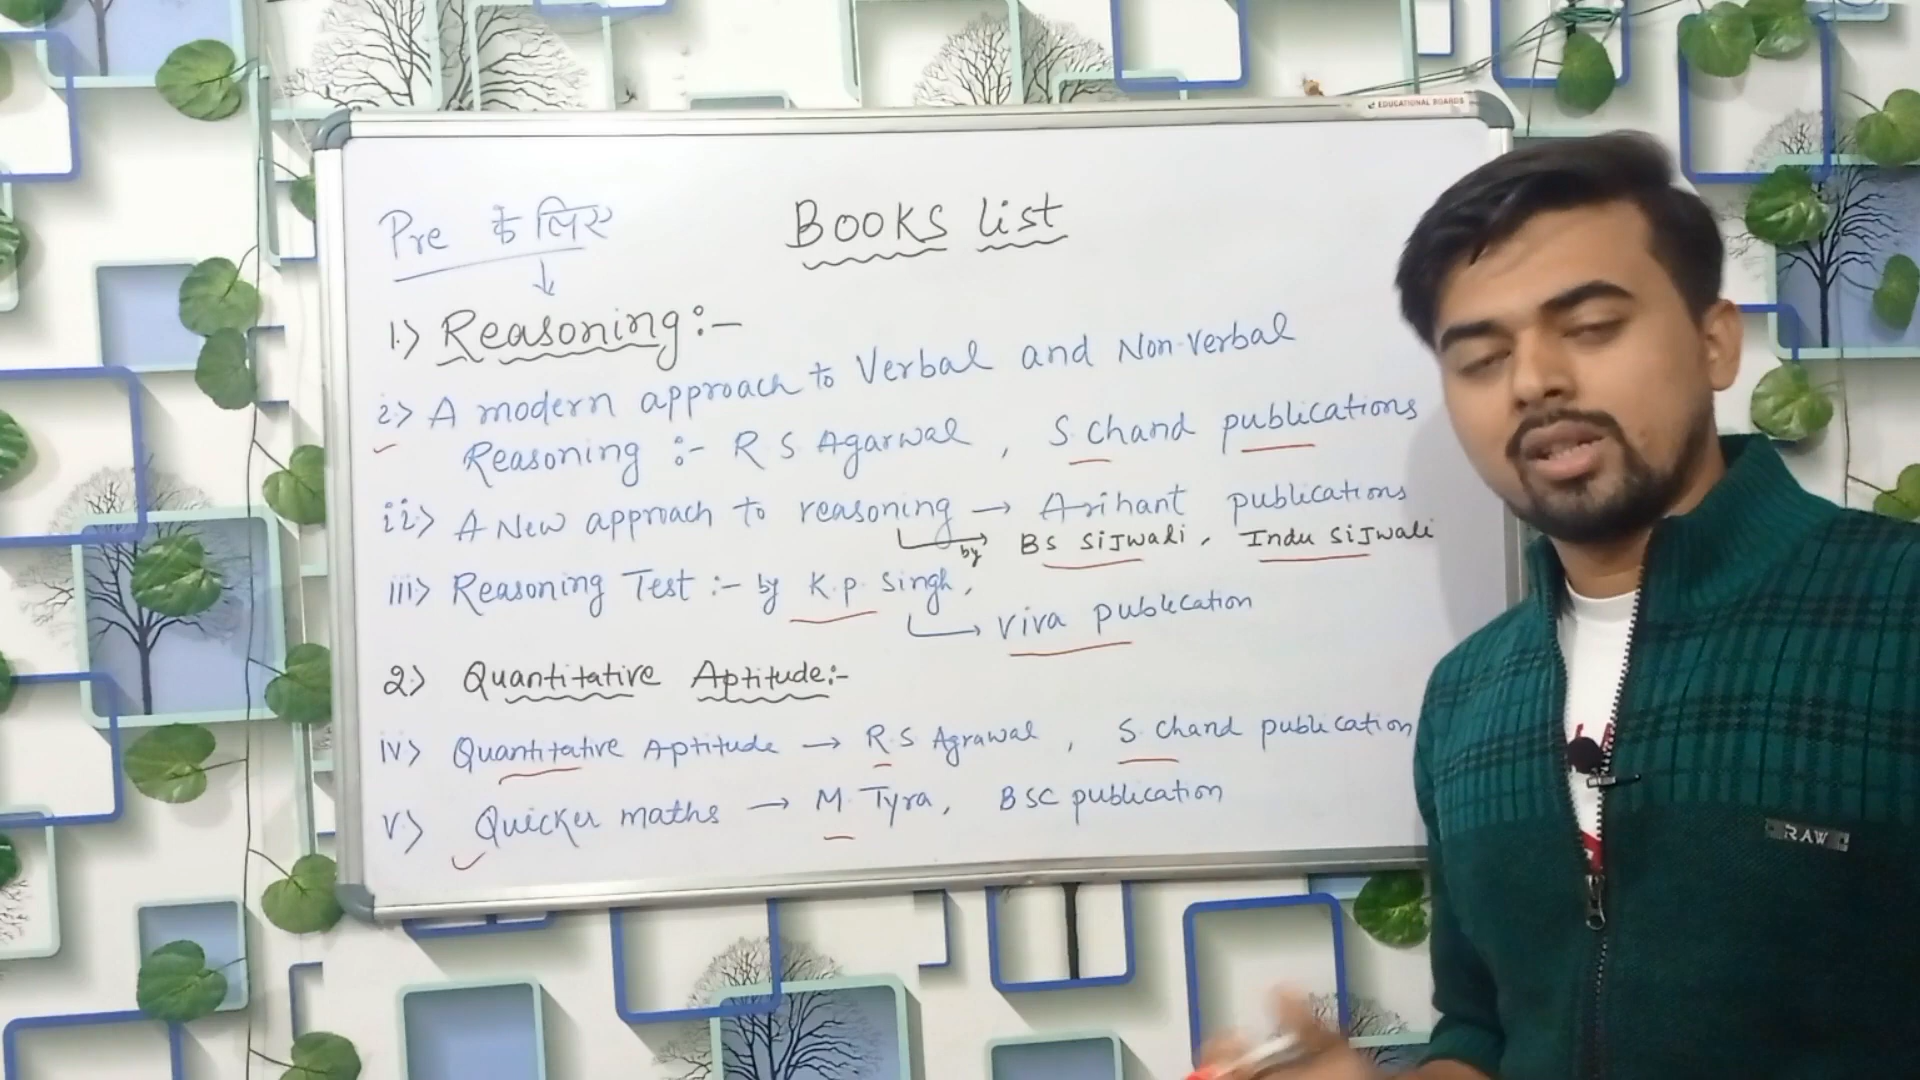 EDUCATIONAL BOARDS
Pre के लिए
BOOKS list
1.) Reasoning:-
i.) A modern approach to Verbal and Non-Verbal
Reasoning :- R S Agarwal , S Chand publications
ii.) A New approach to reasoning → Arihant publications
by BS SiJwali , Indu SiJwali
iii) Reasoning Test :- by K.p. Singh,
viva publication
2.) Quantitative Aptitude:-
iv) Quantitative Aptitude → R.S Agrawal , S Chand publication
v.) Quicker maths → M. Tyra, BSC publication
RAW